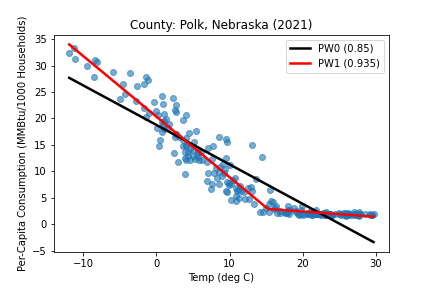 County: Polk, Nebraska (2021)
PW0 (0.85)
PW1 (0.935)
Per-Capita Consumption (MMBtu/1000 Households)
35
30
25
20
15
10
5
0
−5
−10
0
10
20
30
Temp (deg C)